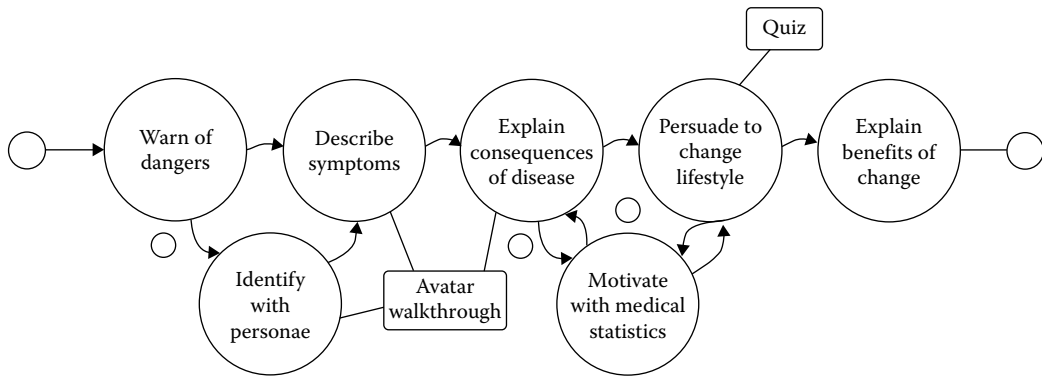 Quiz
Warn of
dangers
Describe
symptoms
Explain
consequences
of disease
Persuade to
change
lifestyle
Explain
benefits of
change
Identify
with
personae
Avatar
walkthrough
Motivate
with medical
statistics